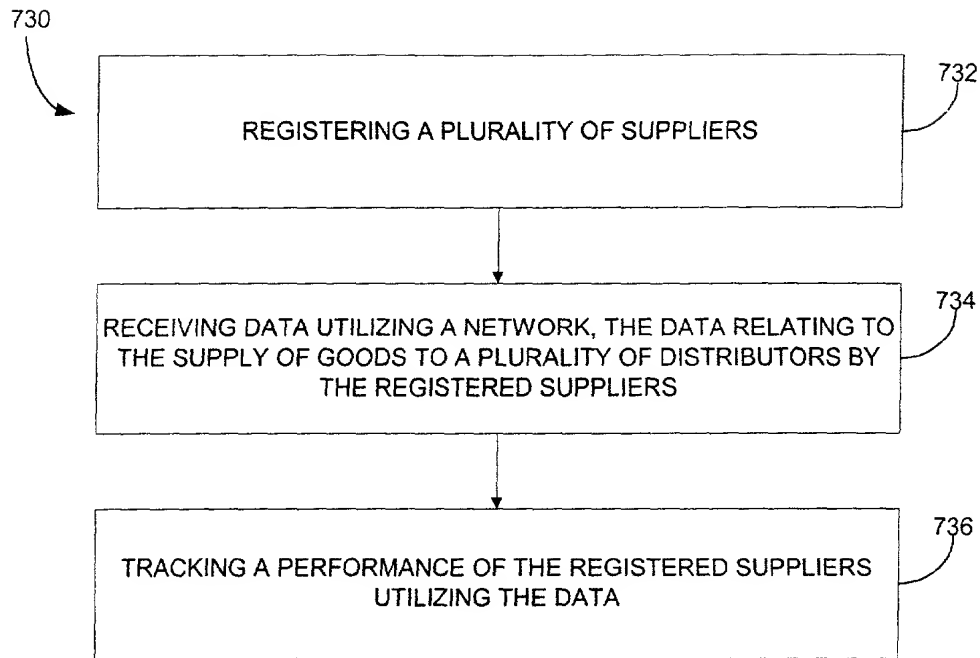 730
732
REGISTERING A PLURALITY OF SUPPLIERS
734
RECEIVING DATA UTILIZING A NETWORK, THE DATA RELATING TO
THE SUPPLY OF GOODS TO A PLURALITY OF DISTRIBUTORS BY
THE REGISTERED SUPPLIERS
736
TRACKING A PERFORMANCE OF THE REGISTERED SUPPLIERS
UTILIZING THE DATA